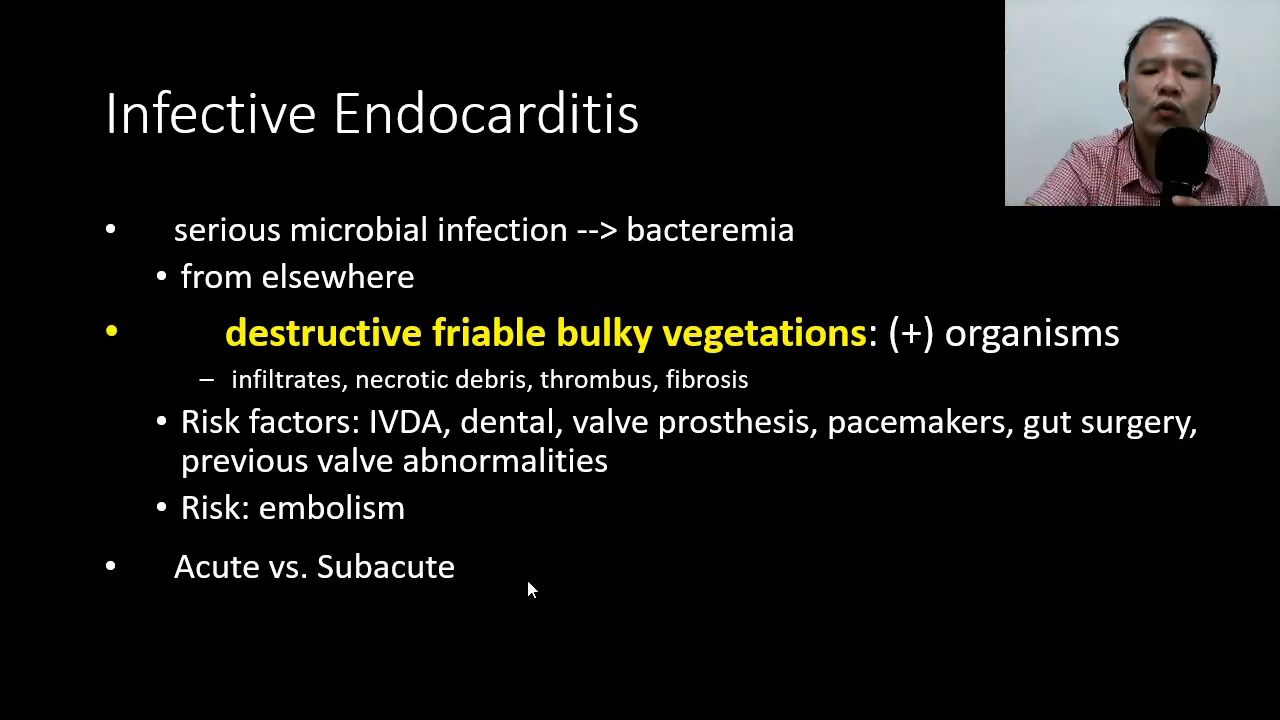 Infective Endocarditis
• serious microbial infection --> bacteremia
• from elsewhere
• destructive friable bulky vegetations: (+) organisms
– infiltrates, necrotic debris, thrombus, fibrosis
• Risk factors: IVDA, dental, valve prosthesis, pacemakers, gut surgery,
previous valve abnormalities
• Risk: embolism
• Acute vs. Subacute